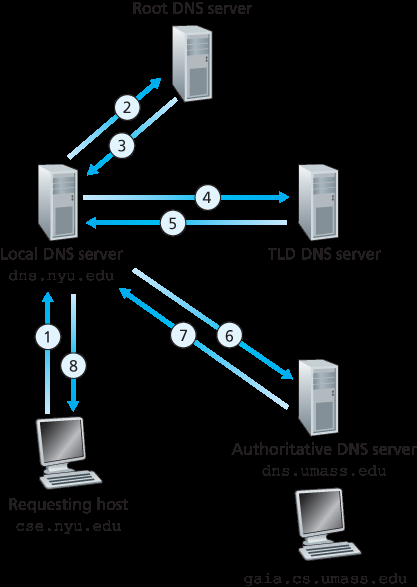 Root DNS server
2
3
4
5
Local DNS server
dns.nyu.edu
TLD DNS server
1
8
7
6
Authoritative DNS server
dns.umass.edu
Requesting host
cse.nyu.edu
gaia.cs.umass.edu